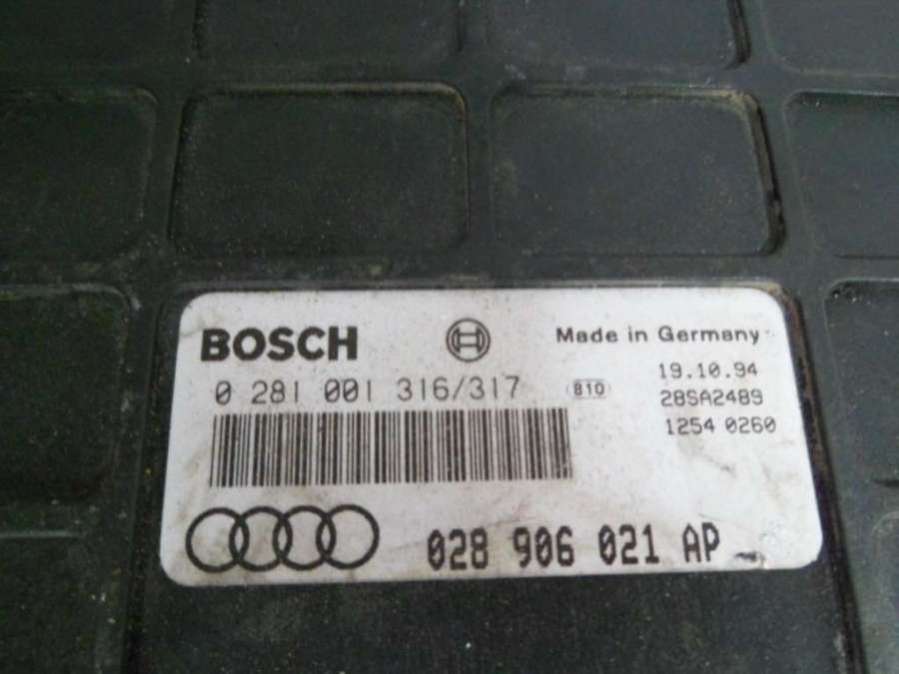 BOSCH
Made in Germany
0 281 001 316/317
810
19.10.94
28SA2489
1254 0260
028 906 021 AP